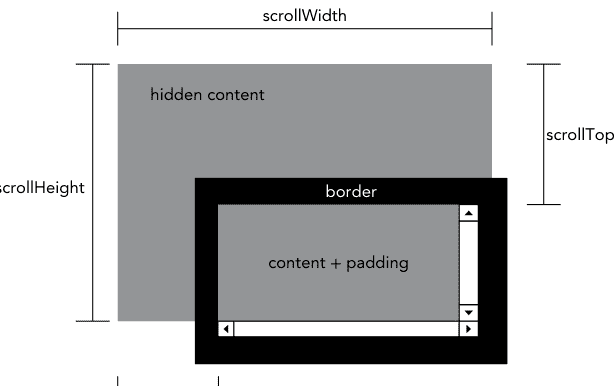 scrollWidth
hidden content
scrollTop
scrollHeight
border
content + padding